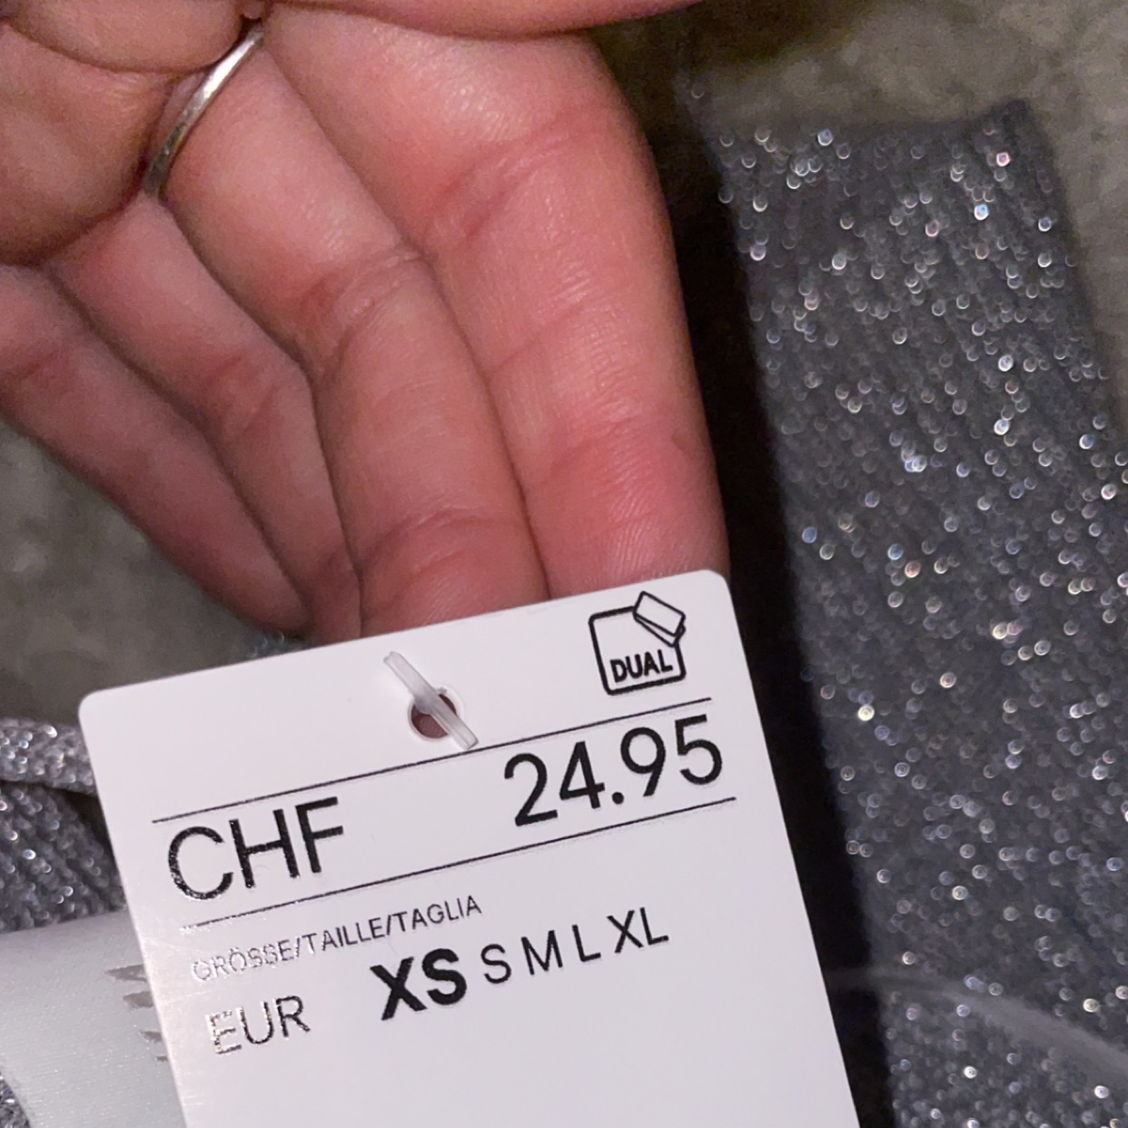 DUAL
CHF 24.95
GRÖSSE/TAILLE/TAGLIA
EUR XS S M L XL